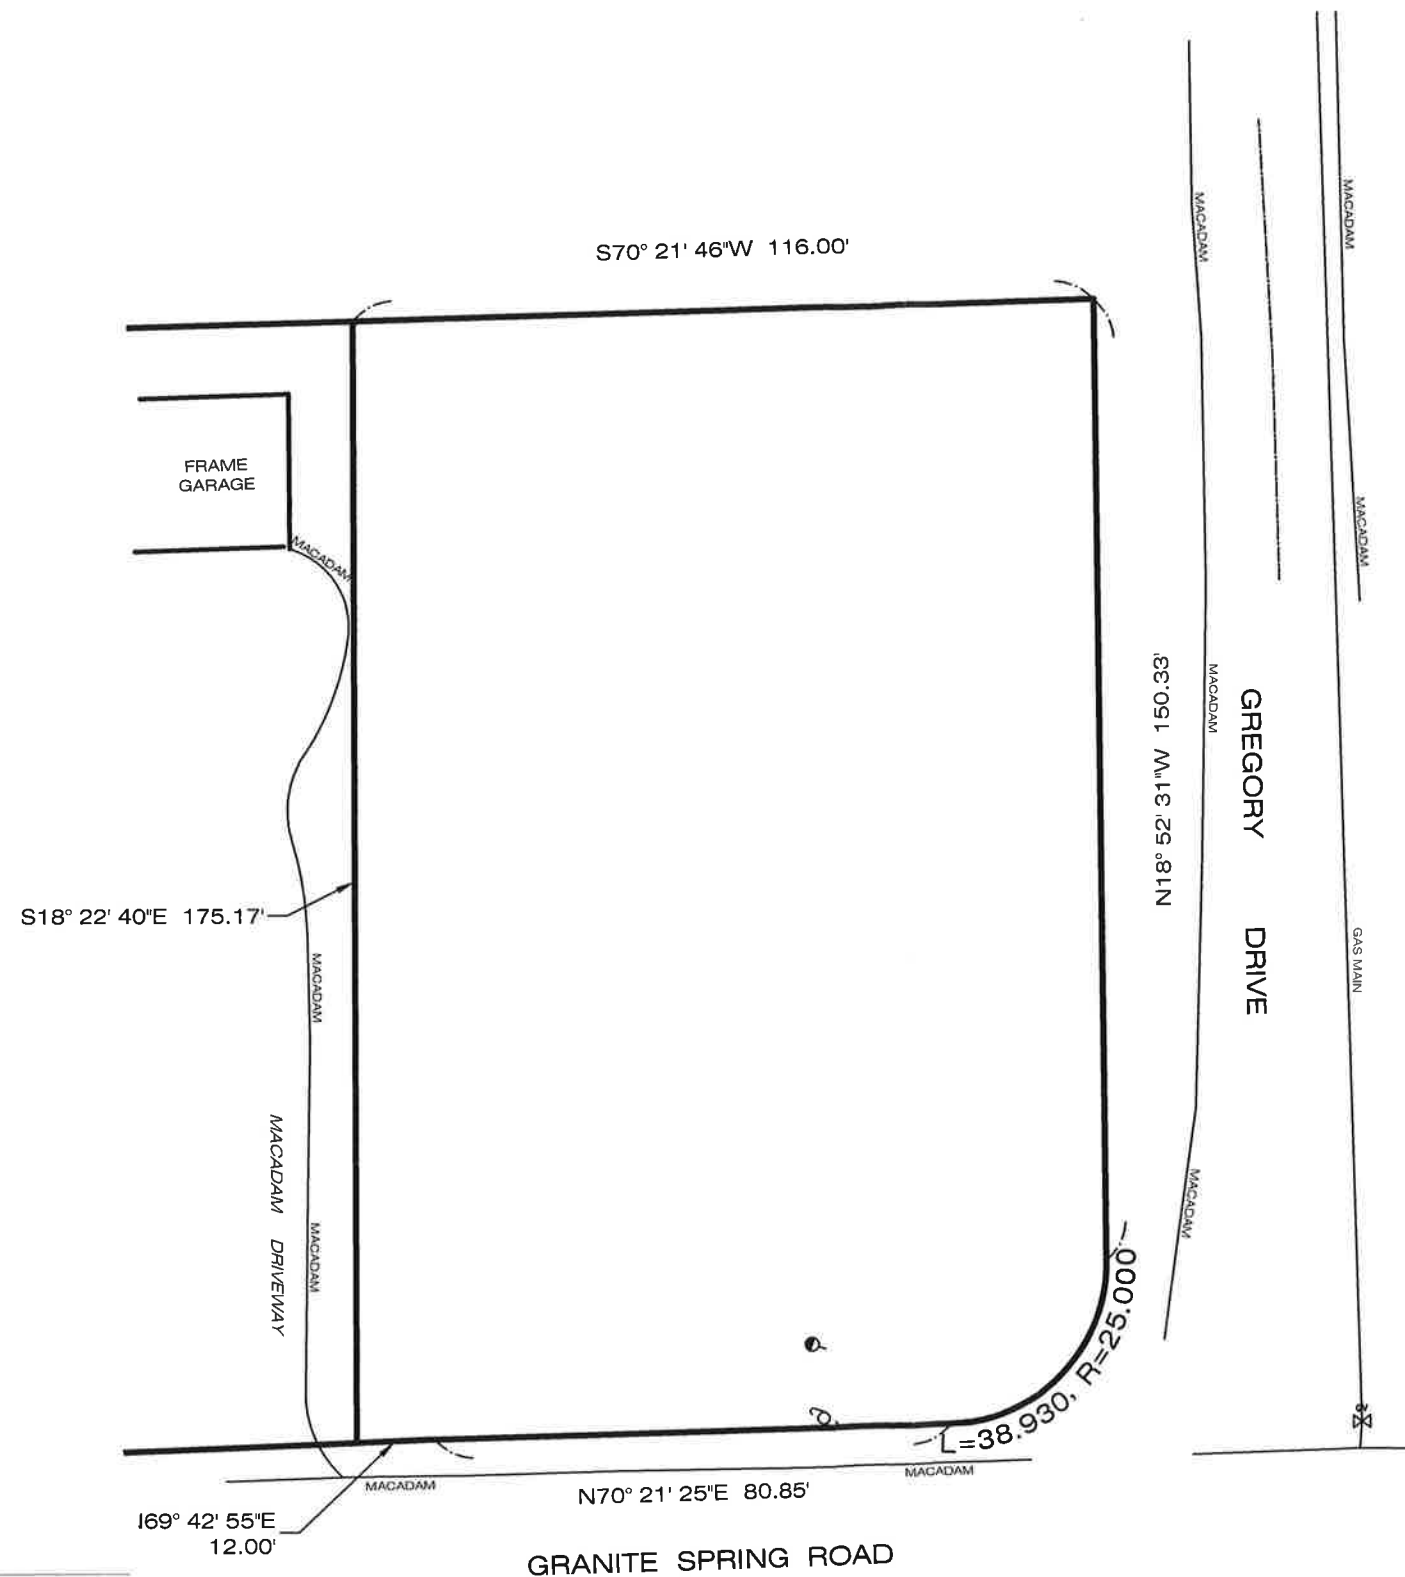 S70° 21' 46"W 116.00'
MACADAM
MACADAM
FRAME
GARAGE
MACADAM
MACADAM
N18° 52' 31"W 150.33'
MACADAM
GREGORY DRIVE
S18° 22' 40"E 175.17'
MACADAM
GAS MAIN
MACADAM DRIVEWAY
MACADAM
MACADAM
L=38.930, R=25.000
MACADAM
MACADAM
N70° 21' 25"E 80.85'
69° 42' 55"E
12.00'
GRANITE SPRING ROAD